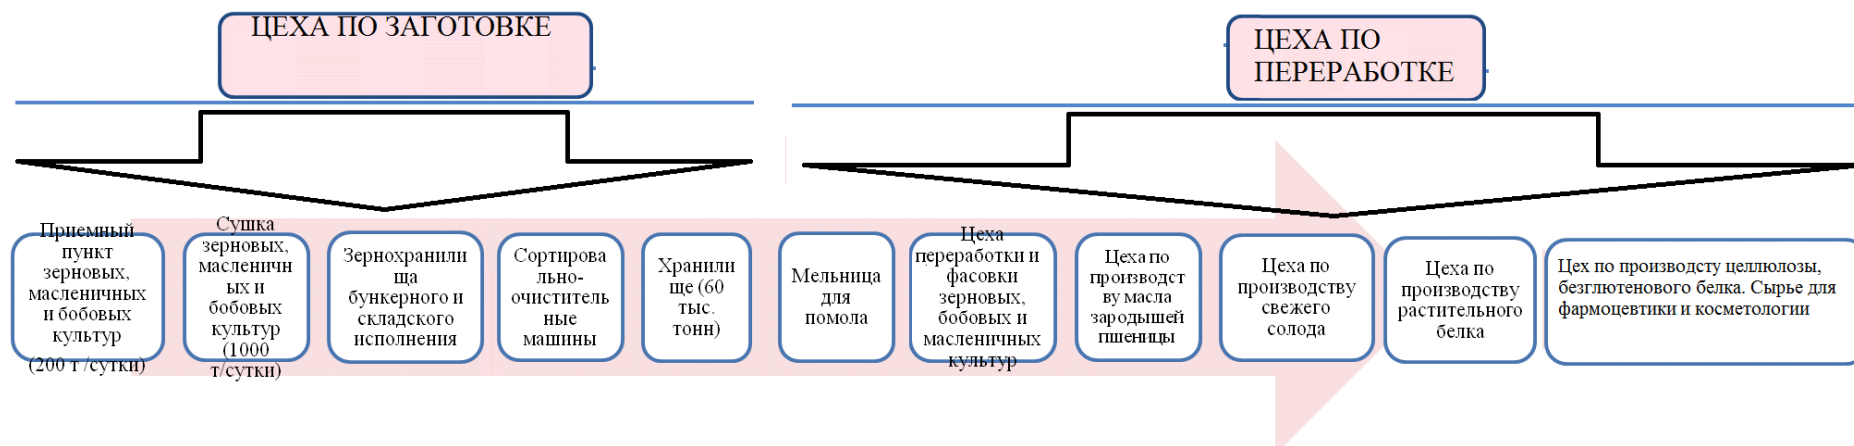 ЦЕХА ПО ЗАГОТОВКЕ
ЦЕХА ПО
ПЕРЕРАБОТКЕ
Приемный
пункт
зерновых,
масленичных
и бобовых
культур
(200 т /сутки)
Сушка
зерновых,
масленичн
ых и
бобовых
культур
(1000
т/сутки)
Зернохранили
ща
бункерного и
складского
исполнения
Сортирова
льно-
очиститель
ные
машины
Хранили
ще (60
тыс.
тонн)
Мельница
для
помола
Цеха
переработки и
фасовки
зерновых,
бобовых и
масленичных
культур
Цеха по
производст
ву масла
зародышей
пшеницы
Цеха по
производству
свежего
солода
Цеха по
производству
растительного
белка
Цех по производсту целлюлозы,
безглютенового белка. Сырье для
фармоцевтики и косметологии